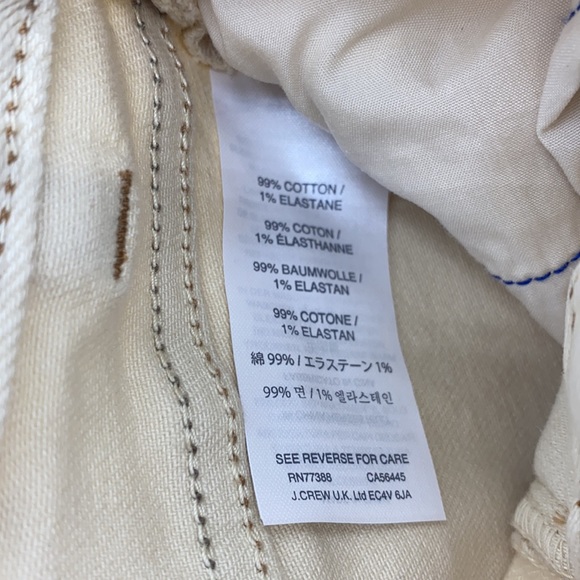 99% COTTON /
1% ELASTANE
99% COTON /
1% ÉLASTHANNE
99% BAUMWOLLE /
1% ELASTAN
99% COTONE /
1% ELASTAN
綿 99% / エラステーン 1%
99% 면 / 1% 엘라스테인
SEE REVERSE FOR CARE
RN77388 CA56445
J.CREW U.K. Ltd EC4V 6JA